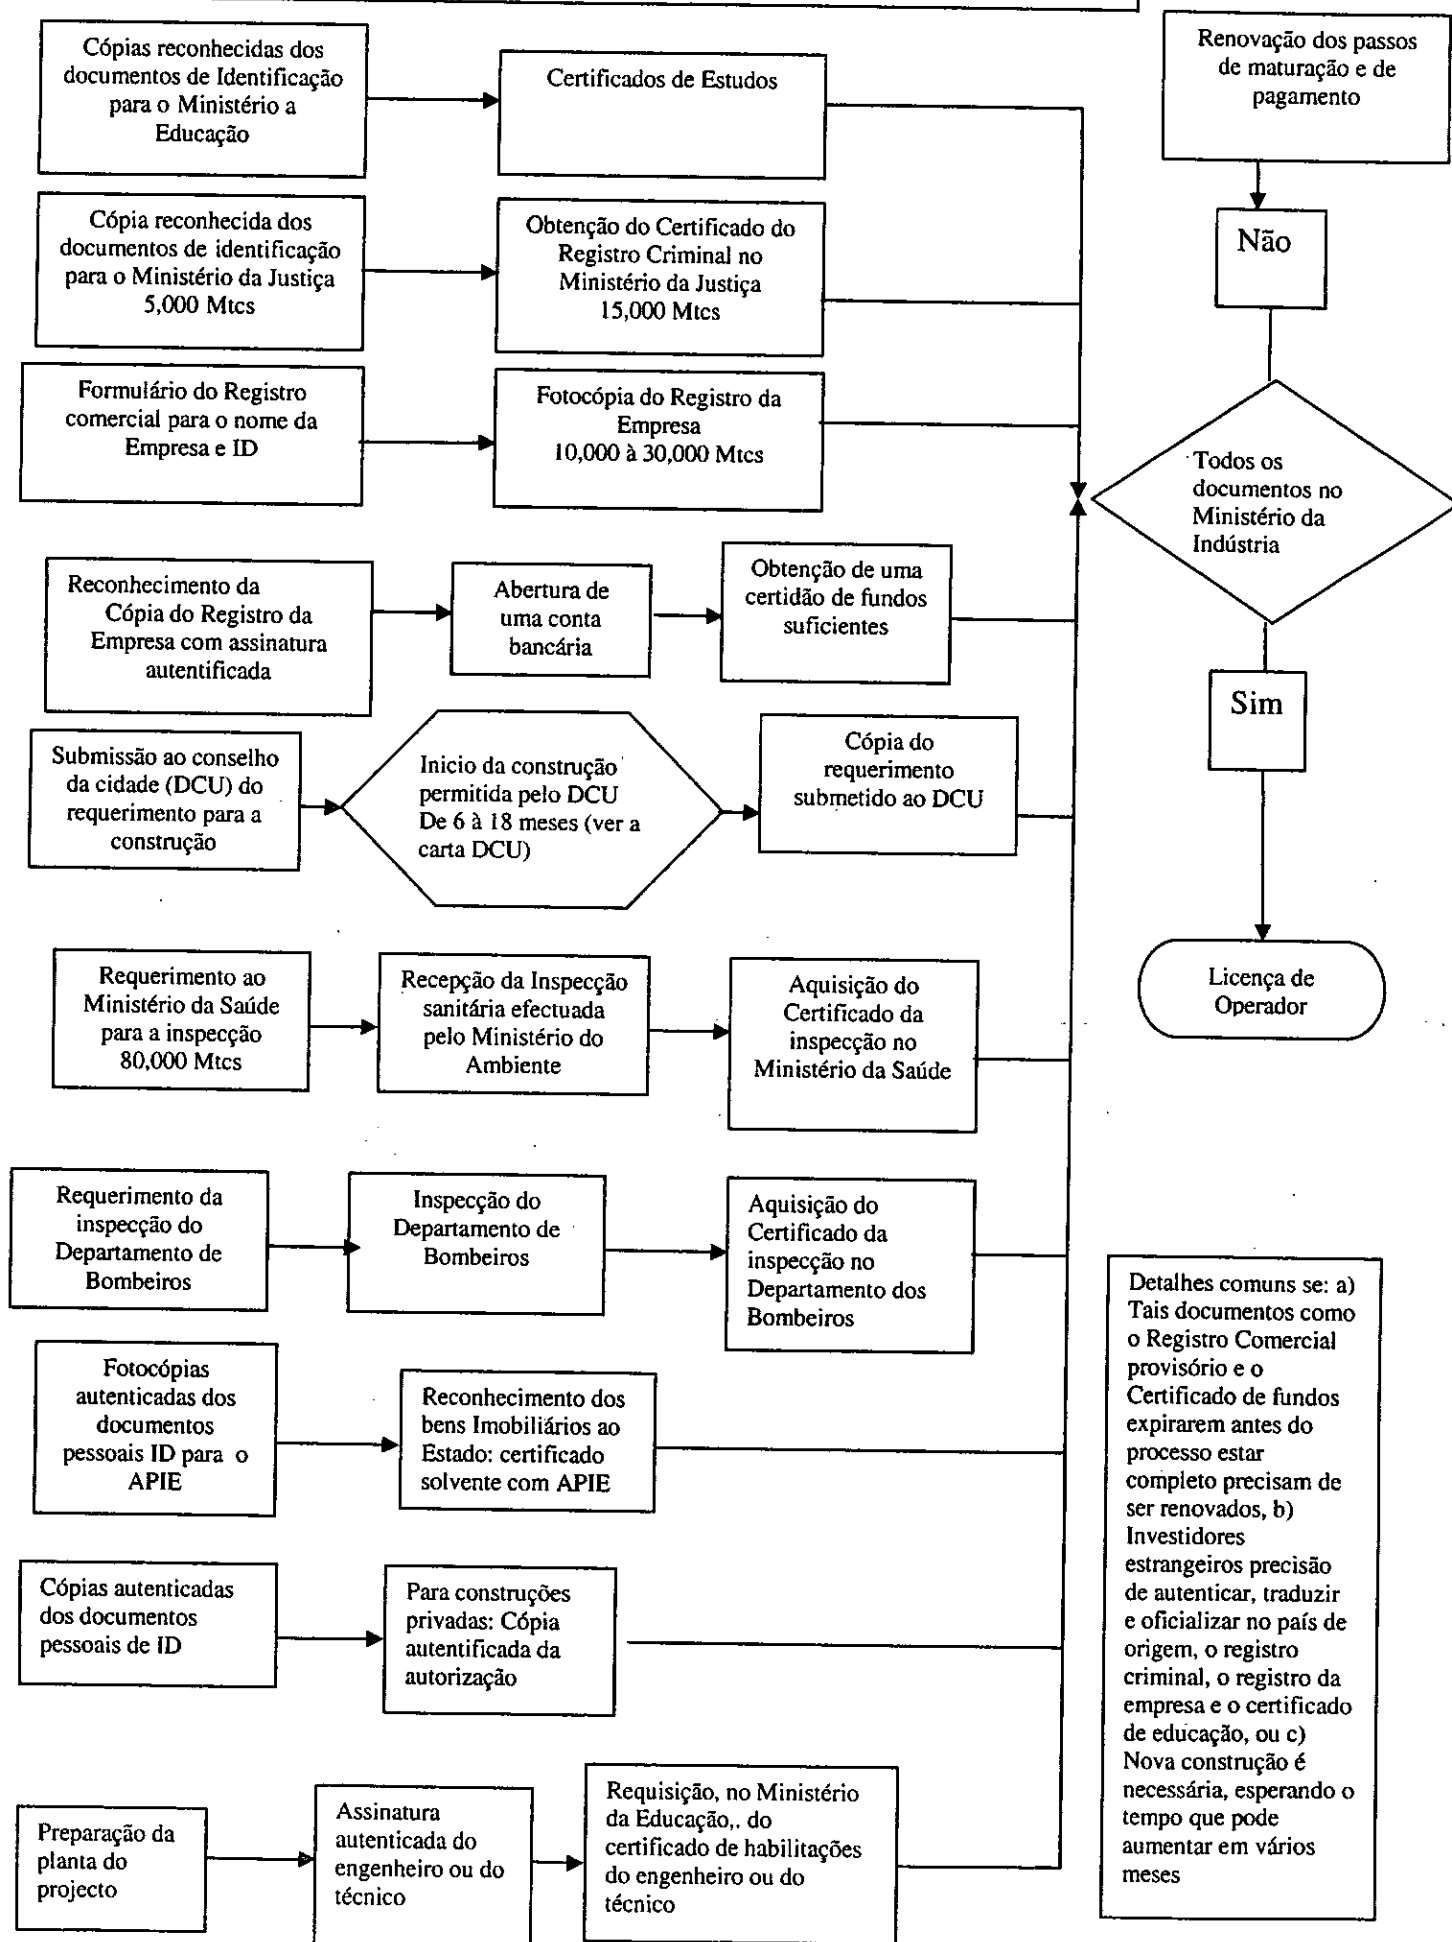 Cópias reconhecidas dos
documentos de Identificação
para o Ministério a
Educação
Certificados de Estudos
Renovação dos passos
de maturação e de
pagamento
Cópia reconhecida dos
documentos de identificação
para o Ministério da Justiça
5,000 Mtcs
Obtenção do Certificado do
Registro Criminal no
Ministério da Justiça
15,000 Mtcs
Não
Formulário do Registro
comercial para o nome da
Empresa e ID
Fotocópia do Registro da
Empresa
10,000 à 30,000 Mtcs
Todos os
documentos no
Ministério da
Indústria
Reconhecimento da
Cópia do Registro da
Empresa com assinatura
autentificada
Abertura de
uma conta
bancária
Obtenção de uma
certidão de fundos
suficientes
Sim
Submissão ao conselho
da cidade (DCU) do
requerimento para a
construção
Inicio da construção
permitida pelo DCU
De 6 à 18 meses (ver a
carta DCU)
Cópia do
requerimento
submetido ao DCU
Requerimento ao
Ministério da Saúde
para a inspecção
80,000 Mtcs
Recepção da Inspecção
sanitária efectuada
pelo Ministério do
Ambiente
Aquisição do
Certificado da
inspecção no
Ministério da Saúde
Licença de
Operador
Requerimento da
inspecção do
Departamento de
Bombeiros
Inspecção do
Departamento de
Bombeiros
Aquisição do
Certificado da
inspecção no
Departamento dos
Bombeiros
Fotocópias
autenticadas dos
documentos
pessoais ID para o
APIE
Reconhecimento dos
bens Imobiliários ao
Estado: certificado
solvente com APIE
Cópias autenticadas
dos documentos
pessoais de ID
Para construções
privadas: Cópia
autentificada da
autorização
Preparação da
planta do
projecto
Assinatura
autenticada do
engenheiro ou do
técnico
Requisição, no Ministério
da Educação,. do
certificado de habilitações
do engenheiro ou do
técnico
Detalhes comuns se: a)
Tais documentos como
o Registro Comercial
provisório e o
Certificado de fundos
expirarem antes do
processo estar
completo precisam de
ser renovados, b)
Investidores
estrangeiros precisão
de autenticar, traduzir
e oficializar no país de
origem, o registro
criminal, o registro da
empresa e o certificado
de educação, ou c)
Nova construção é
necessária, esperando o
tempo que pode
aumentar em vários
meses